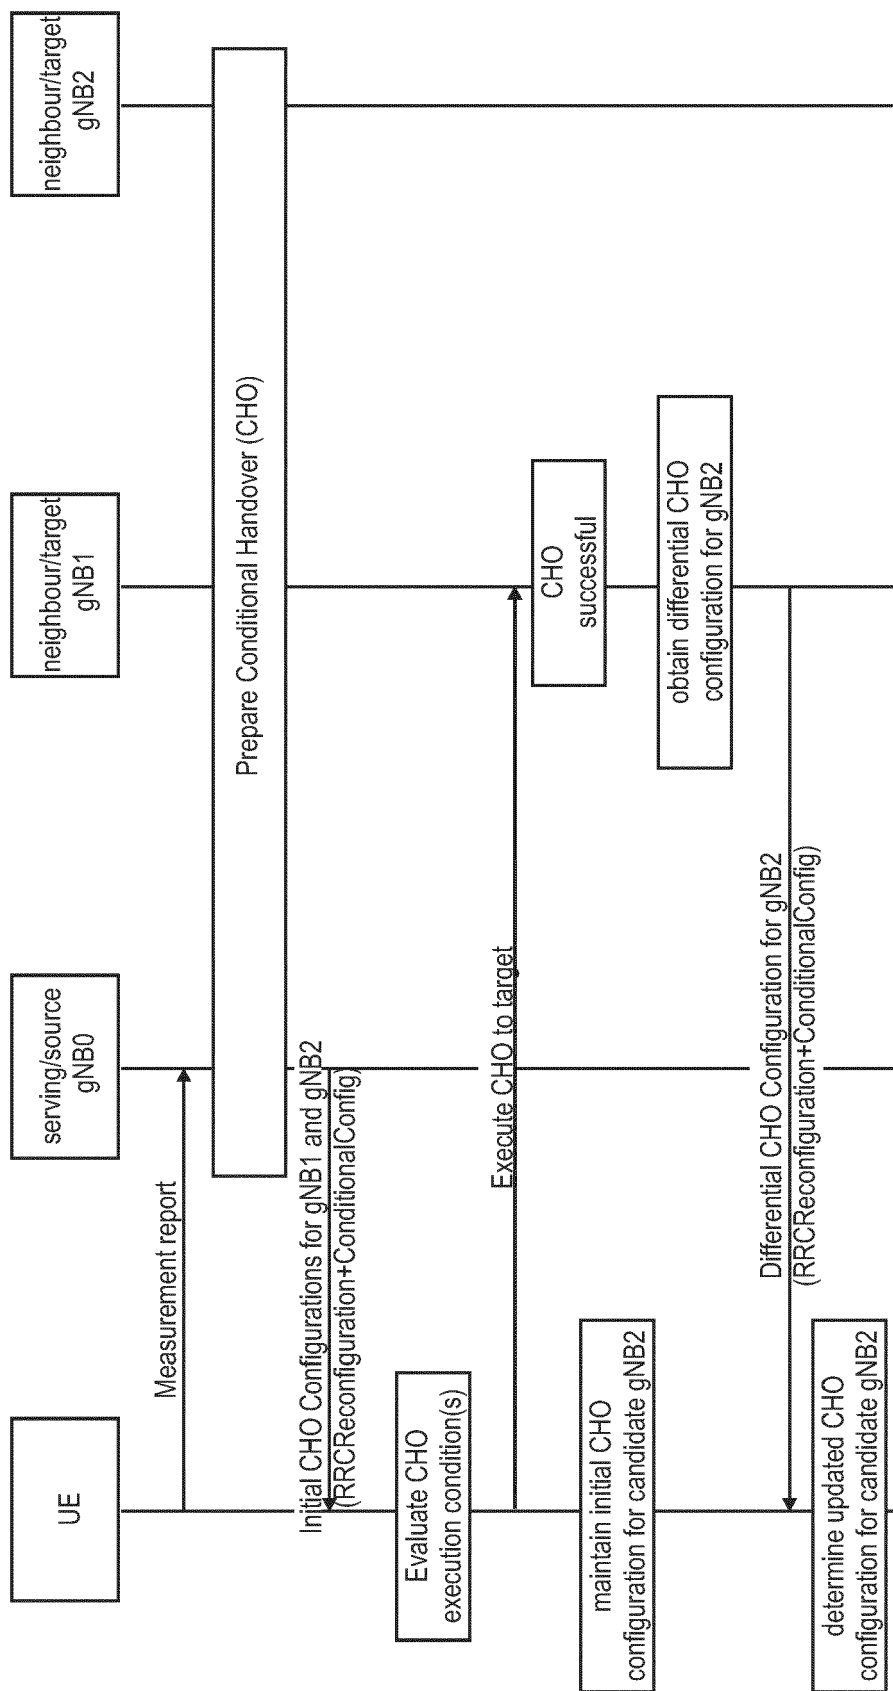 UE
serving/source
gNB0
neighbour/target
gNB1
neighbour/target
gNB2
Measurement report
Prepare Conditional Handover (CHO)
Initial CHO Configurations for gNB1 and gNB2
(RRCReconfiguration+ConditionalConfig)
Evaluate CHO
execution condition(s)
Execute CHO to target
CHO
successful
maintain initial CHO
configuration for candidate gNB2
obtain differential CHO
configuration for gNB2
Differential CHO Configuration for gNB2
(RRCReconfiguration+ConditionalConfig)
determine updated CHO
configuration for candidate gNB2